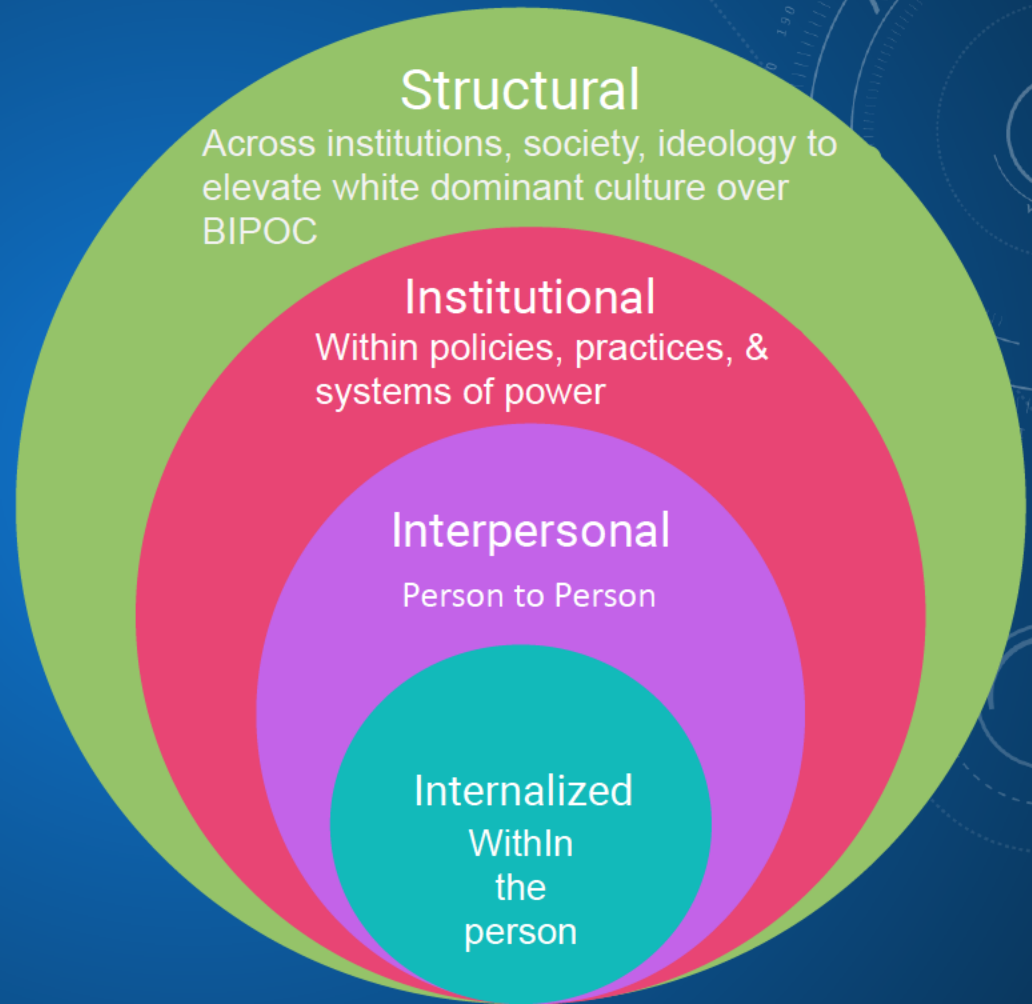 Structural
Across institutions, society, ideology to
elevate white dominant culture over
BIPOC
Institutional
Within policies, practices, &
systems of power
Interpersonal
Person to Person
Internalized
WithIn
the
person
190